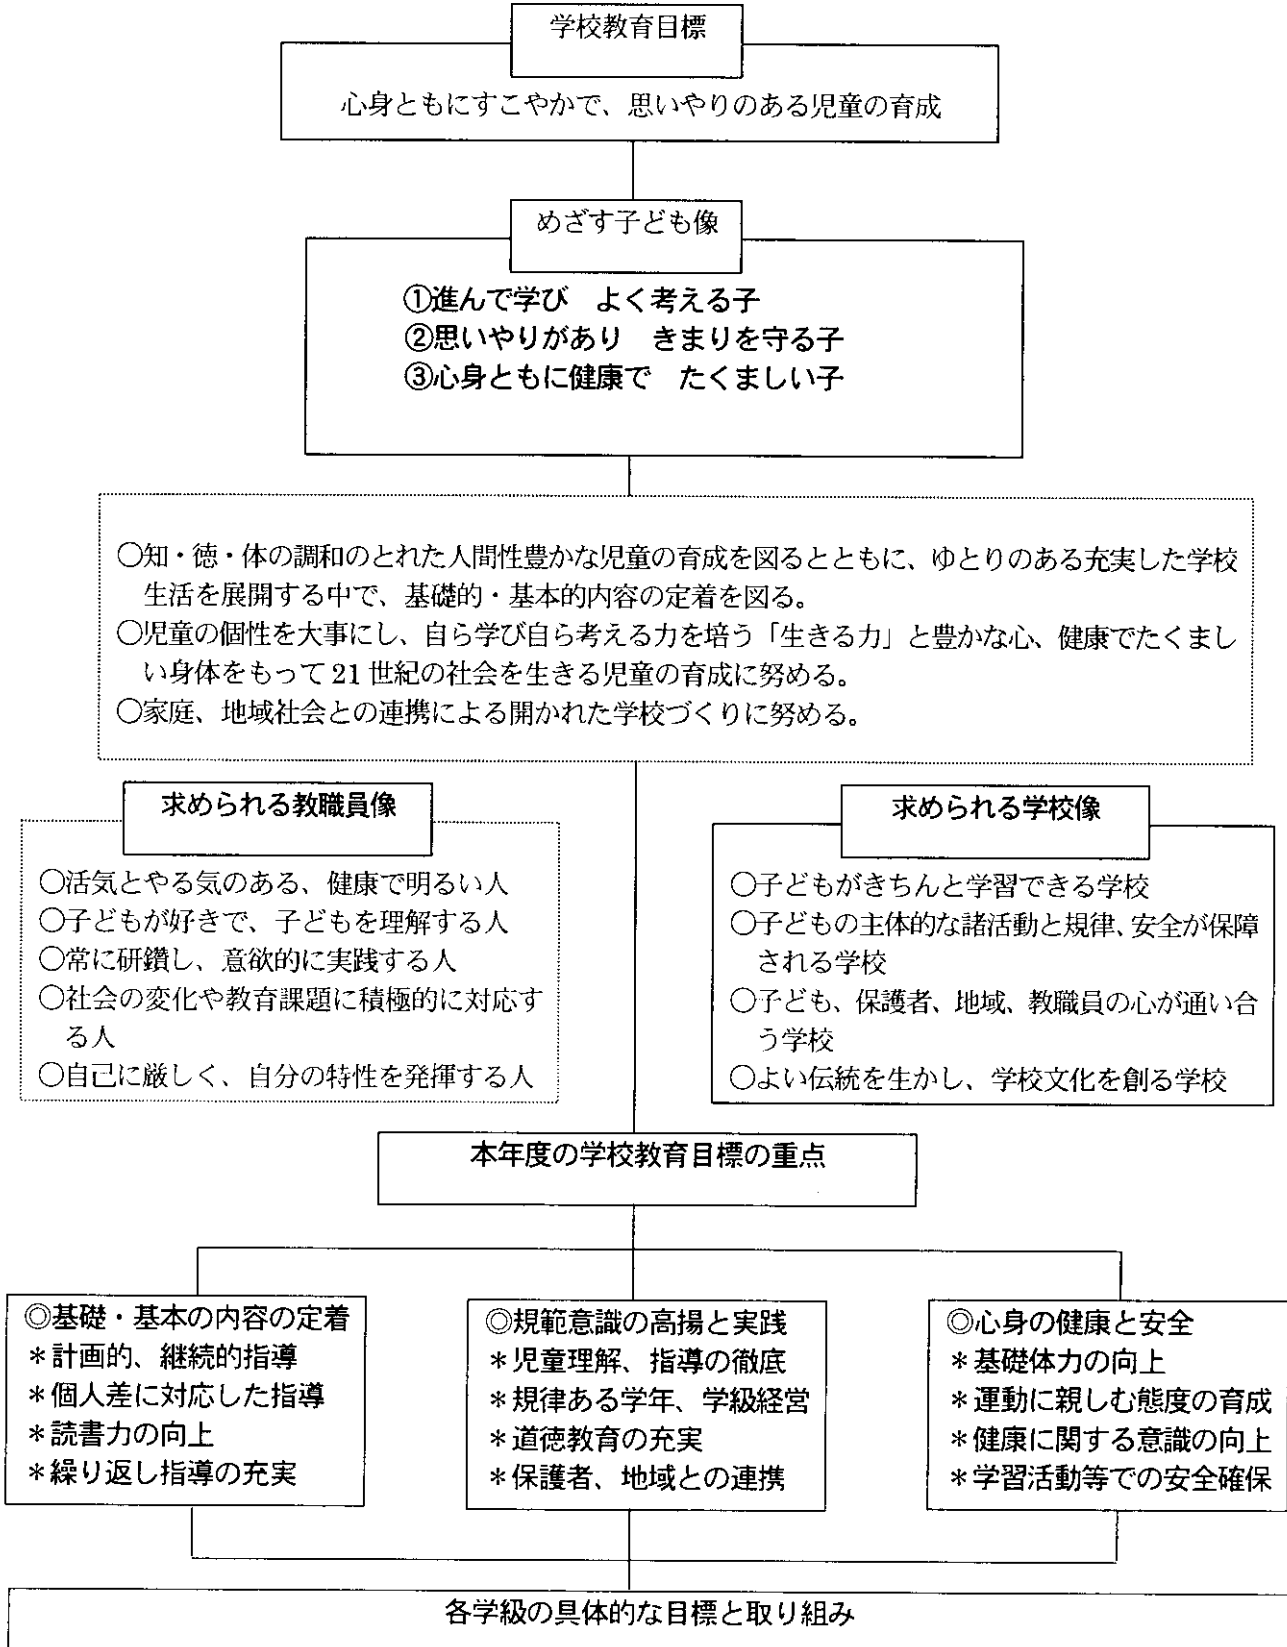 学校教育目標
心身ともにすこやかで、思いやりのある児童の育成
めざす子ども像
①進んで学び　よく考える子
②思いやりがあり　きまりを守る子
③心身ともに健康で　たくましい子
○知・徳・体の調和のとれた人間性豊かな児童の育成を図るとともに、ゆとりのある充実した学校
生活を展開する中で、基礎的・基本的内容の定着を図る。
○児童の個性を大事にし、自ら学び自ら考える力を培う「生きる力」と豊かな心、健康でたくまし
い身体をもって 21 世紀の社会を生きる児童の育成に努める。
○家庭、地域社会との連携による開かれた学校づくりに努める。
求められる教職員像
○活気とやる気のある、健康で明るい人
○子どもが好きで、子どもを理解する人
○常に研鑽し、意欲的に実践する人
○社会の変化や教育課題に積極的に対応す
る人
○自己に厳しく、自分の特性を発揮する人
求められる学校像
○子どもがきちんと学習できる学校
○子どもの主体的な諸活動と規律、安全が保障
される学校
○子ども、保護者、地域、教職員の心が通い合
う学校
○よい伝統を生かし、学校文化を創る学校
本年度の学校教育目標の重点
◎基礎・基本の内容の定着
＊計画的、継続的指導
＊個人差に対応した指導
＊読書力の向上
＊繰り返し指導の充実
◎規範意識の高揚と実践
＊児童理解、指導の徹底
＊規律ある学年、学級経営
＊道徳教育の充実
＊保護者、地域との連携
◎心身の健康と安全
＊基礎体力の向上
＊運動に親しむ態度の育成
＊健康に関する意識の向上
＊学習活動等での安全確保
各学級の具体的な目標と取り組み